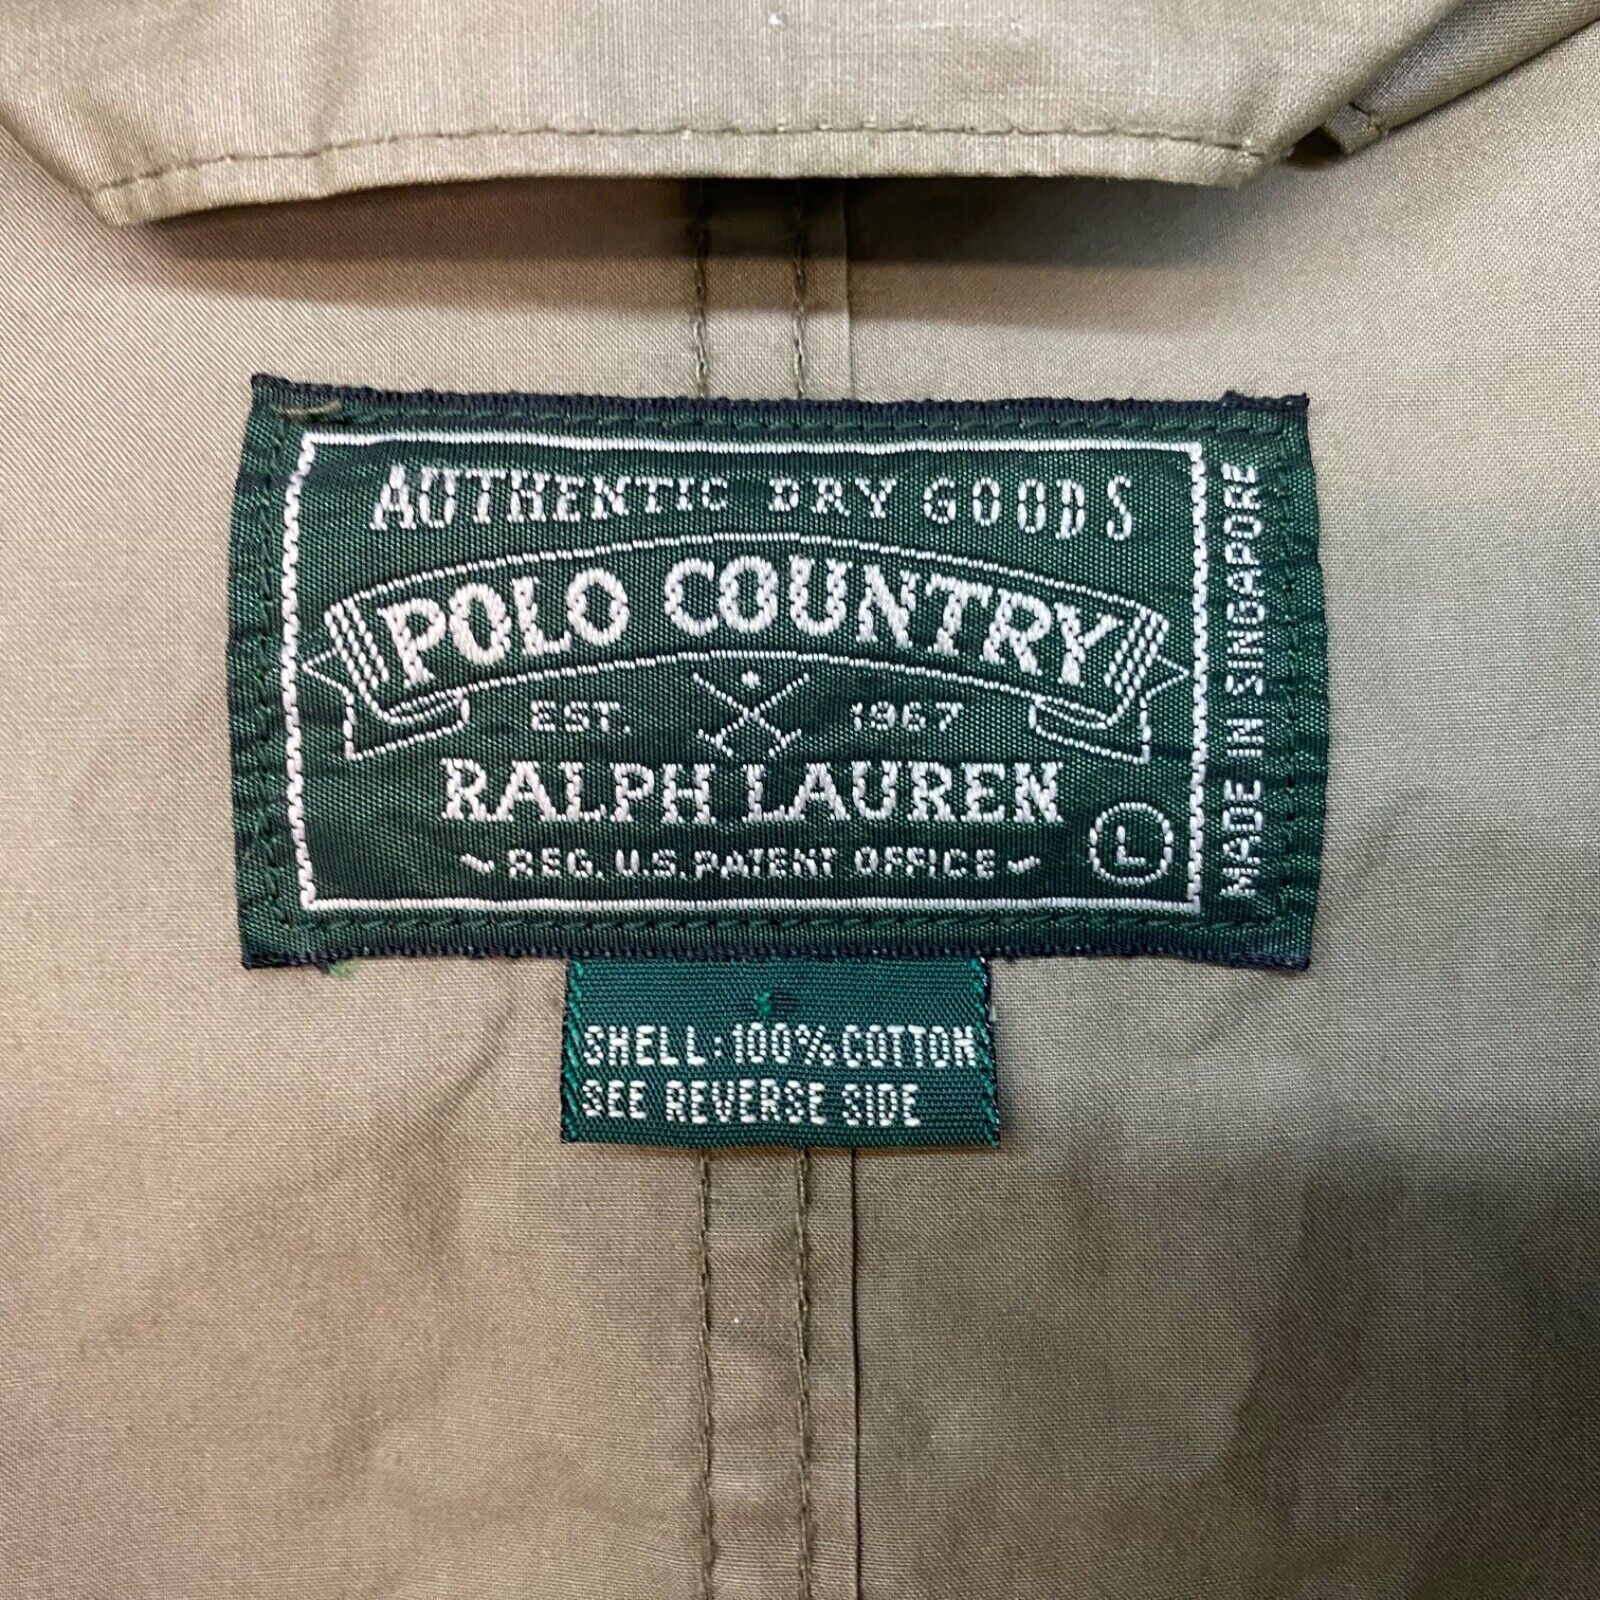 AUTHENTIC DRY GOODS
POLO COUNTRY
EST. 1967
RALPH LAUREN
REG. U.S. PATENT OFFICE
L
MADE IN SINGAPORE
SHELL: 100% COTTON
SEE REVERSE SIDE